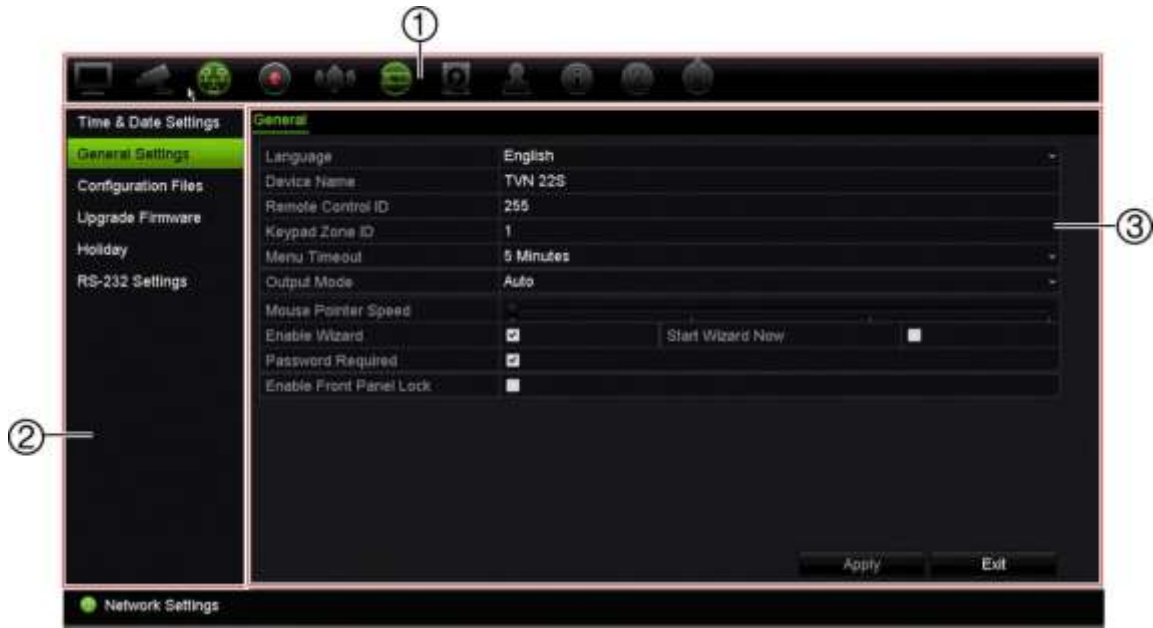 ①
Time & Date Settings
General Settings
Configuration Files
Upgrade Firmware
Holiday
RS-232 Settings
General
Language English
Device Name TVN 22S
Remote Control ID 255
Keypad Zone ID 1
Menu Timeout 5 Minutes
Output Mode Auto
Mouse Pointer Speed
Enable Wizard Start Wizard Now
Password Required
Enable Front Panel Lock
③
②
Apply Exit
Network Settings